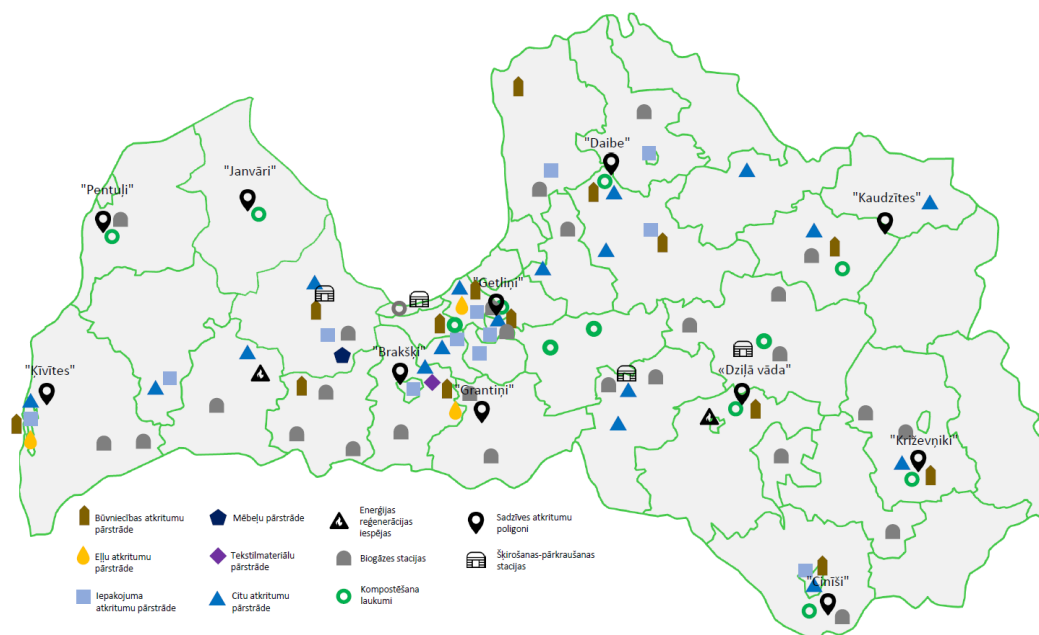 "Daibe"
"Janvāri"
"Pentuļi"
"Kaudzītes"
"Getliņi"
"Brakšķi"
"Ķīvītes"
«Dziļā vāda"
"Grantiņi"
"Križevņiki"
"Cinīši"
Būvniecības atkritumu
pārstrāde
Mēbeļu pārstrāde
Enerģijas
reģenerācijas
iespējas
Sadzīves atkritumu
poligoni
Eļļu atkritumu
pārstrāde
Tekstilmateriālu
pārstrāde
Biogāzes stacijas
Šķirošanas-pārkraušanas
stacijas
Iepakojuma
atkritumu pārstrāde
Citu atkritumu
pārstrāde
Kompostēšana
laukumi